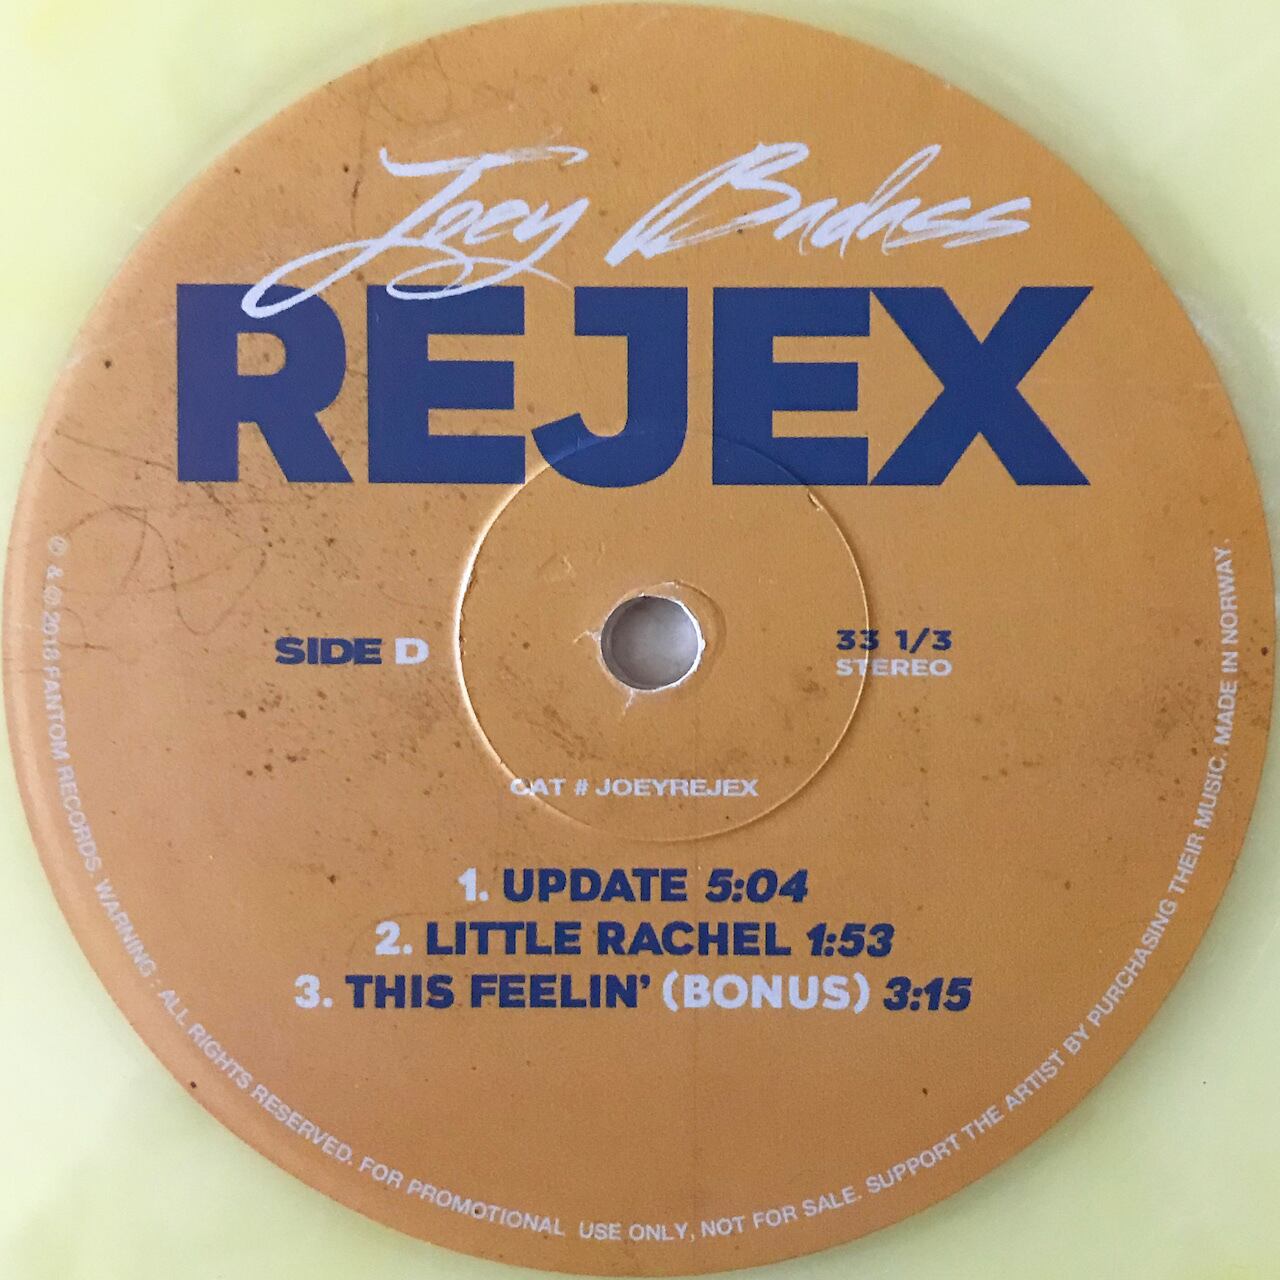 Joey Badass
REJEX
SIDE D
33 1/3
STEREO
CAT # JOEYREJEX
1. UPDATE 5:04
2. LITTLE RACHEL 1:53
3. THIS FEELIN' (BONUS) 3:15
℗ & © 2018 FANTOM RECORDS. WARNING : ALL RIGHTS RESERVED. FOR PROMOTIONAL USE ONLY, NOT FOR SALE. SUPPORT THE ARTIST BY PURCHASING THEIR MUSIC. MADE IN NORWAY.